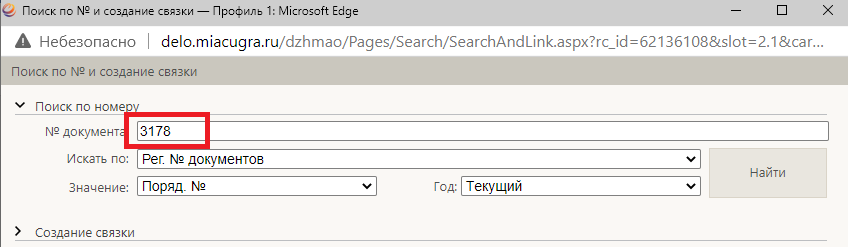 Поиск по № и создание связки — Профиль 1: Microsoft Edge
Небезопасно delo.miacugra.ru/dzhmao/Pages/Search/SearchAndLink.aspx?rc_id=62136108&slot=2.1&car...
Поиск по № и создание связки
Поиск по номеру
№ документа 3178
Искать по: Рег. № документов
Найти
Значение: Поряд. № Год: Текущий
Создание связки